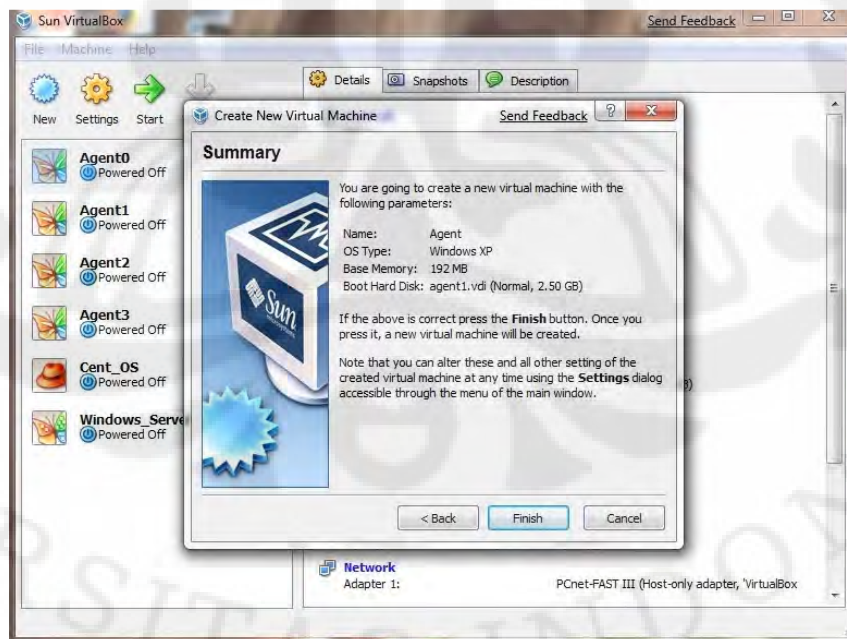 Sun VirtualBox
Send Feedback
File Machine Help
New Settings Start
Details Snapshots Description
Agent0
Powered Off
Agent1
Powered Off
Agent2
Powered Off
Agent3
Powered Off
Cent_OS
Powered Off
Windows_Serve
Powered Off
Create New Virtual Machine
Send Feedback
Summary
Sun
You are going to create a new virtual machine with the
following parameters:
Name: Agent
OS Type: Windows XP
Base Memory: 192 MB
Boot Hard Disk: agent1.vdi (Normal, 2.50 GB)
If the above is correct press the Finish button. Once you
press it, a new virtual machine will be created.
Note that you can alter these and all other setting of the
created virtual machine at any time using the Settings dialog
accessible through the menu of the main window.
< Back Finish Cancel
Network
Adapter 1: PCnet-FAST III (Host-only adapter, 'VirtualBox
RSITAS INDON